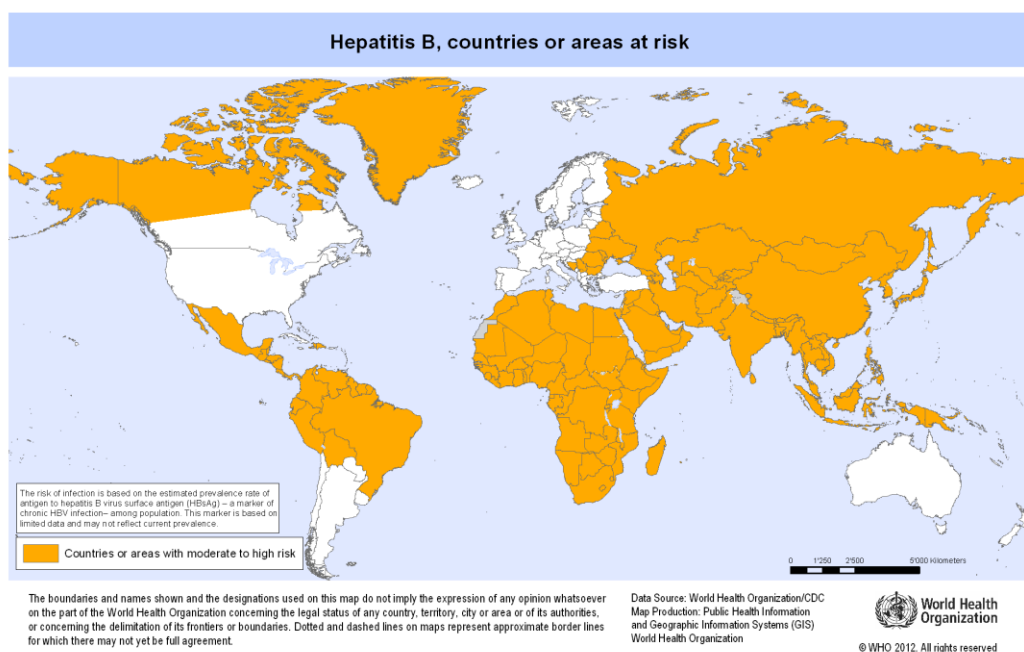 Hepatitis B, countries or areas at risk
The risk of infection is based on the estimated prevalence rate of
antigen to hepatitis B virus surface antigen (HBsAg) – a marker of
chronic HBV infection– among population. This marker is based on
limited data and may not reflect current prevalence.
Countries or areas with moderate to high risk
0 1'250 2'500 5'000 Kilometers
The boundaries and names shown and the designations used on this map do not imply the expression of any opinion whatsoever
on the part of the World Health Organization concerning the legal status of any country, territory, city or area or of its authorities,
or concerning the delimitation of its frontiers or boundaries. Dotted and dashed lines on maps represent approximate border lines
for which there may not yet be full agreement.
Data Source: World Health Organization/CDC
Map Production: Public Health Information
and Geographic Information Systems (GIS)
World Health Organization
World Health
Organization
© WHO 2012. All rights reserved